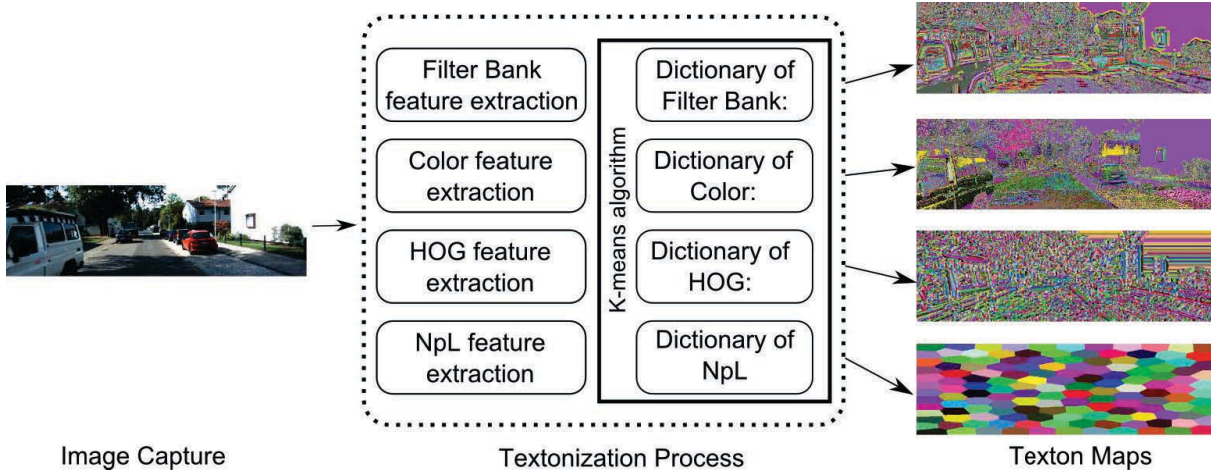 Filter Bank
feature extraction
Color feature
extraction
HOG feature
extraction
NpL feature
extraction
K-means algorithm
Dictionary of
Filter Bank:
Dictionary of
Color:
Dictionary of
HOG:
Dictionary of
NpL
Image Capture
Textonization Process
Texton Maps